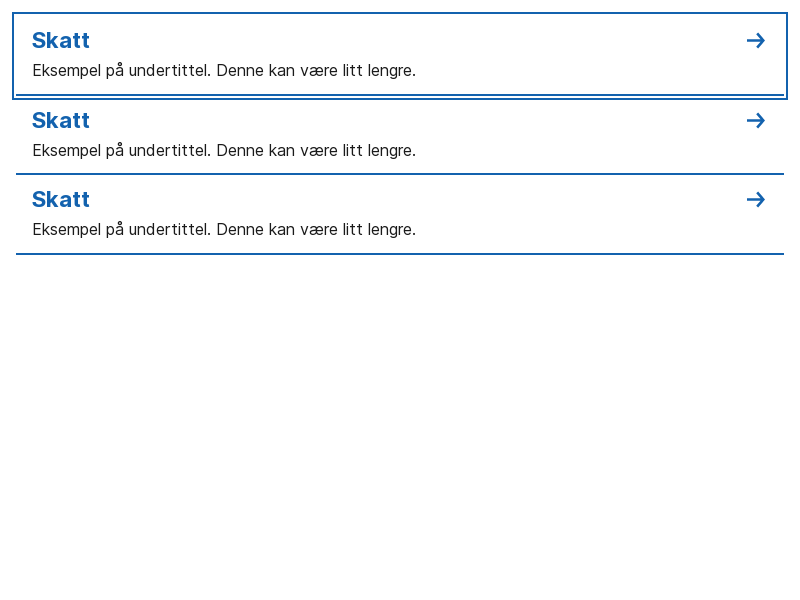 Skatt
Eksempel på undertittel. Denne kan være litt lengre.
Skatt
Eksempel på undertittel. Denne kan være litt lengre.
Skatt
Eksempel på undertittel. Denne kan være litt lengre.